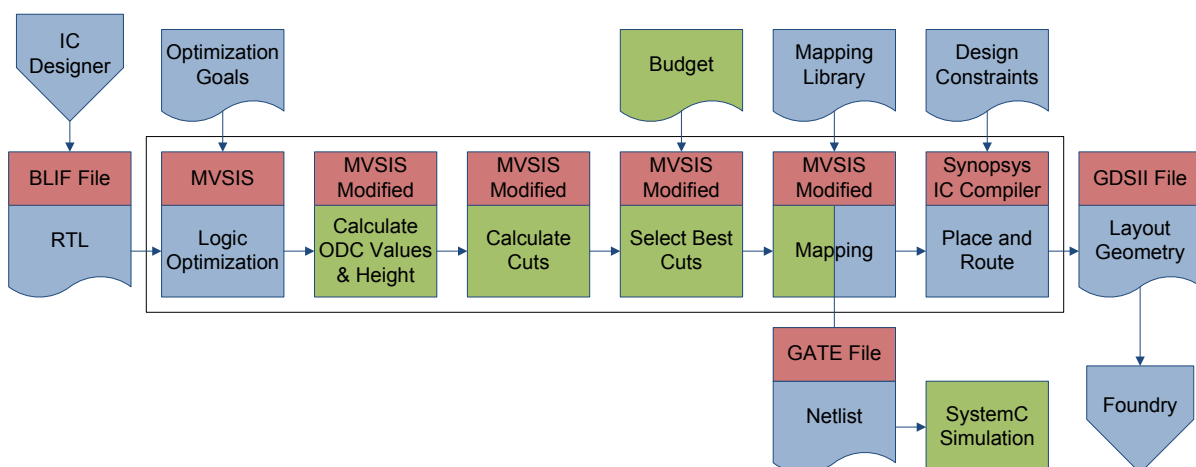 IC
Designer
Optimization
Goals
Budget
Mapping
Library
Design
Constraints
BLIF File
RTL
MVSIS
Logic
Optimization
MVSIS
Modified
Calculate
ODC Values
& Height
MVSIS
Modified
Calculate
Cuts
MVSIS
Modified
Select Best
Cuts
MVSIS
Modified
Mapping
Synopsys
IC Compiler
Place and
Route
GDSII File
Layout
Geometry
GATE File
Netlist
SystemC
Simulation
Foundry